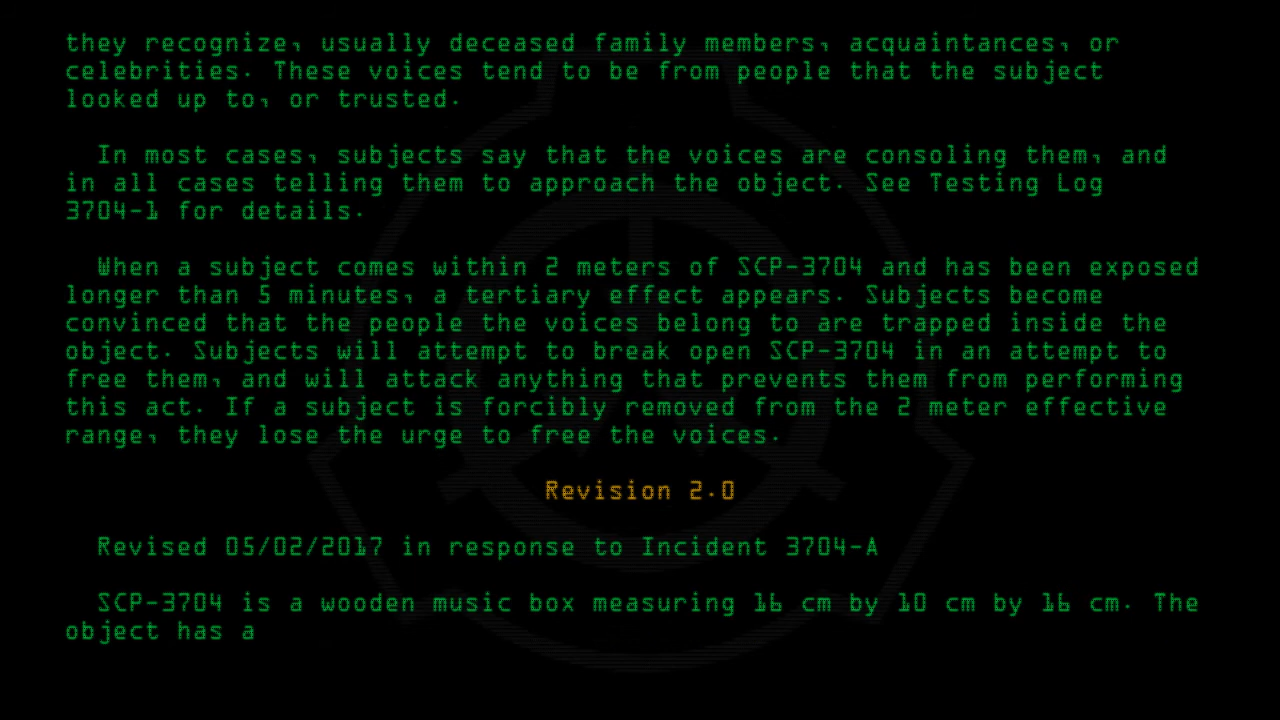 they recognize, usually deceased family members, acquaintances, or
celebrities. These voices tend to be from people that the subject
looked up to, or trusted.
In most cases, subjects say that the voices are consoling them, and
in all cases telling them to approach the object. See Testing Log
3704-1 for details.
When a subject comes within 2 meters of SCP-3704 and has been exposed
longer than 5 minutes, a tertiary effect appears. Subjects become
convinced that the people the voices belong to are trapped inside the
object. Subjects will attempt to break open SCP-3704 in an attempt to
free them, and will attack anything that prevents them from performing
this act. If a subject is forcibly removed from the 2 meter effective
range, they lose the urge to free the voices.
Revision 2.0
Revised 05/02/2017 in response to Incident 3704-A
SCP-3704 is a wooden music box measuring 16 cm by 10 cm by 16 cm. The
object has a